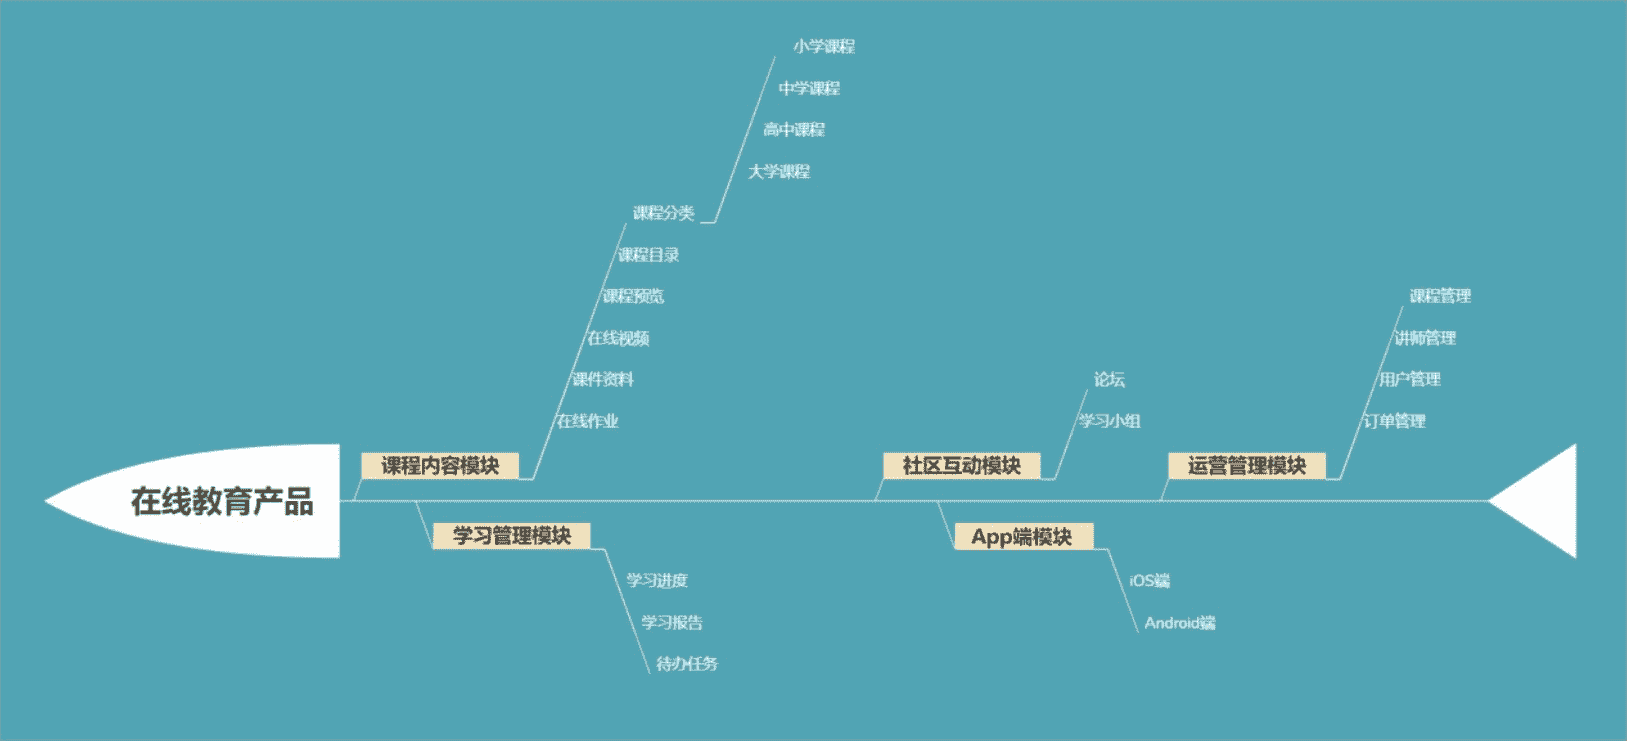 在线教育产品
课程内容模块
课程分类
小学课程
中学课程
高中课程
大学课程
课程目录
课程预览
在线视频
课件资料
在线作业
学习管理模块
学习进度
学习报告
待办任务
社区互动模块
论坛
学习小组
App端模块
iOS端
Android端
运营管理模块
课程管理
讲师管理
用户管理
订单管理